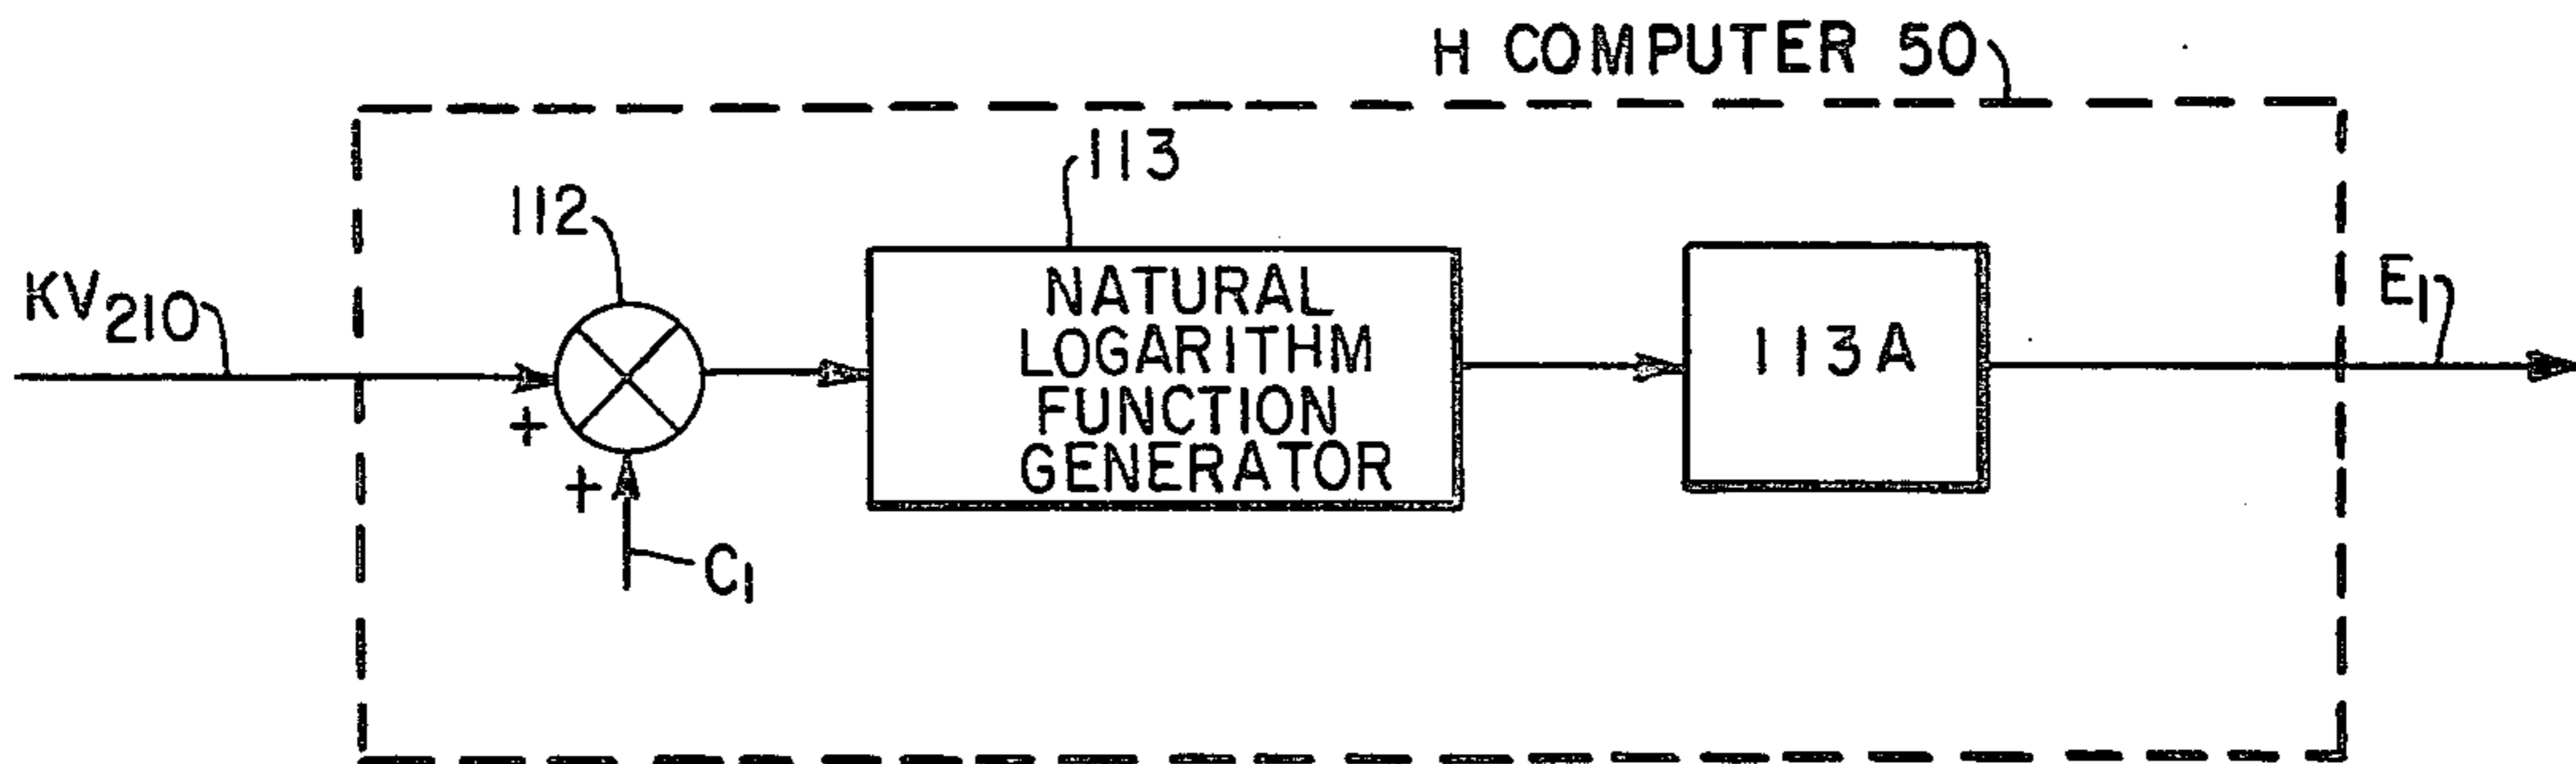 H COMPUTER 50
113
112
KV210
NATURAL
LOGARITHM
FUNCTION
GENERATOR
113A
E1
+
+
C1